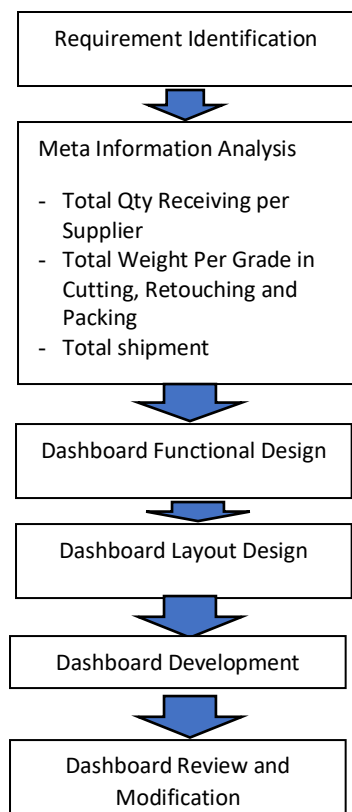 Requirement Identification
Meta Information Analysis
- Total Qty Receiving per
Supplier
- Total Weight Per Grade in
Cutting, Retouching and
Packing
- Total shipment
Dashboard Functional Design
Dashboard Layout Design
Dashboard Development
Dashboard Review and
Modification